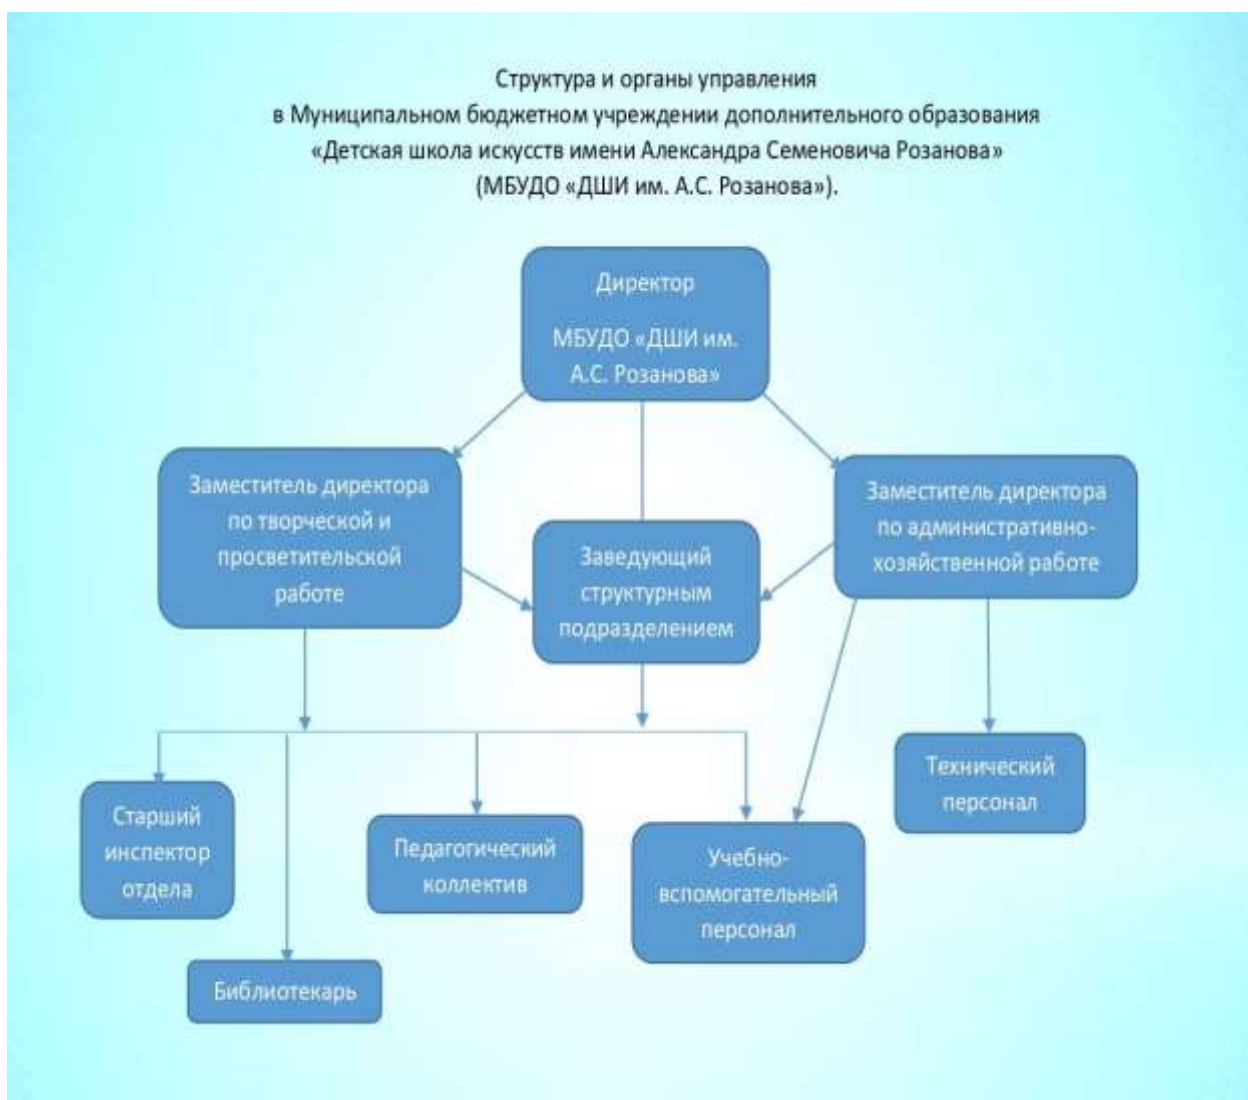 Структура и органы управления
в Муниципальном бюджетном учреждении дополнительного образования
«Детская школа искусств имени Александра Семеновича Розанова»
(МБУДО «ДШИ им. А.С. Розанова»).
Директор
МБУДО «ДШИ им.
А.С. Розанова»
Заместитель директора
по творческой и
просветительской
работе
Заведующий
структурным
подразделением
Заместитель директора
по административно-
хозяйственной работе
Старший
инспектор
отдела
Библиотекарь
Педагогический
коллектив
Учебно-
вспомогательный
персонал
Технический
персонал